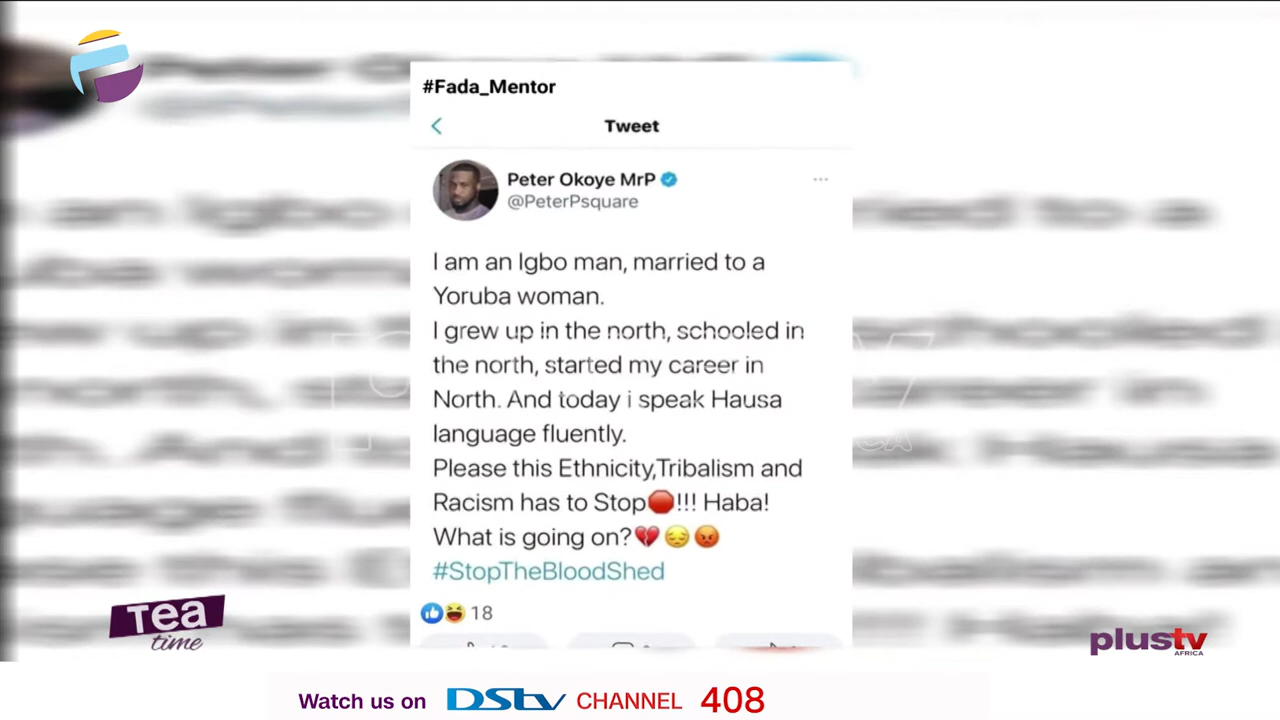 #Fada_Mentor
Tweet
Peter Okoye MrP
@PeterPsquare
I am an Igbo man, married to a
Yoruba woman.
I grew up in the north, schooled in
the north, started my career in
North. And today i speak Hausa
language fluently.
Please this Ethnicity,Tribalism and
Racism has to Stop🛑!!! Haba!
What is going on?💔😔😡
#StopTheBloodShed
18
Tea
time
plustv
AFRICA
Watch us on DStv CHANNEL 408